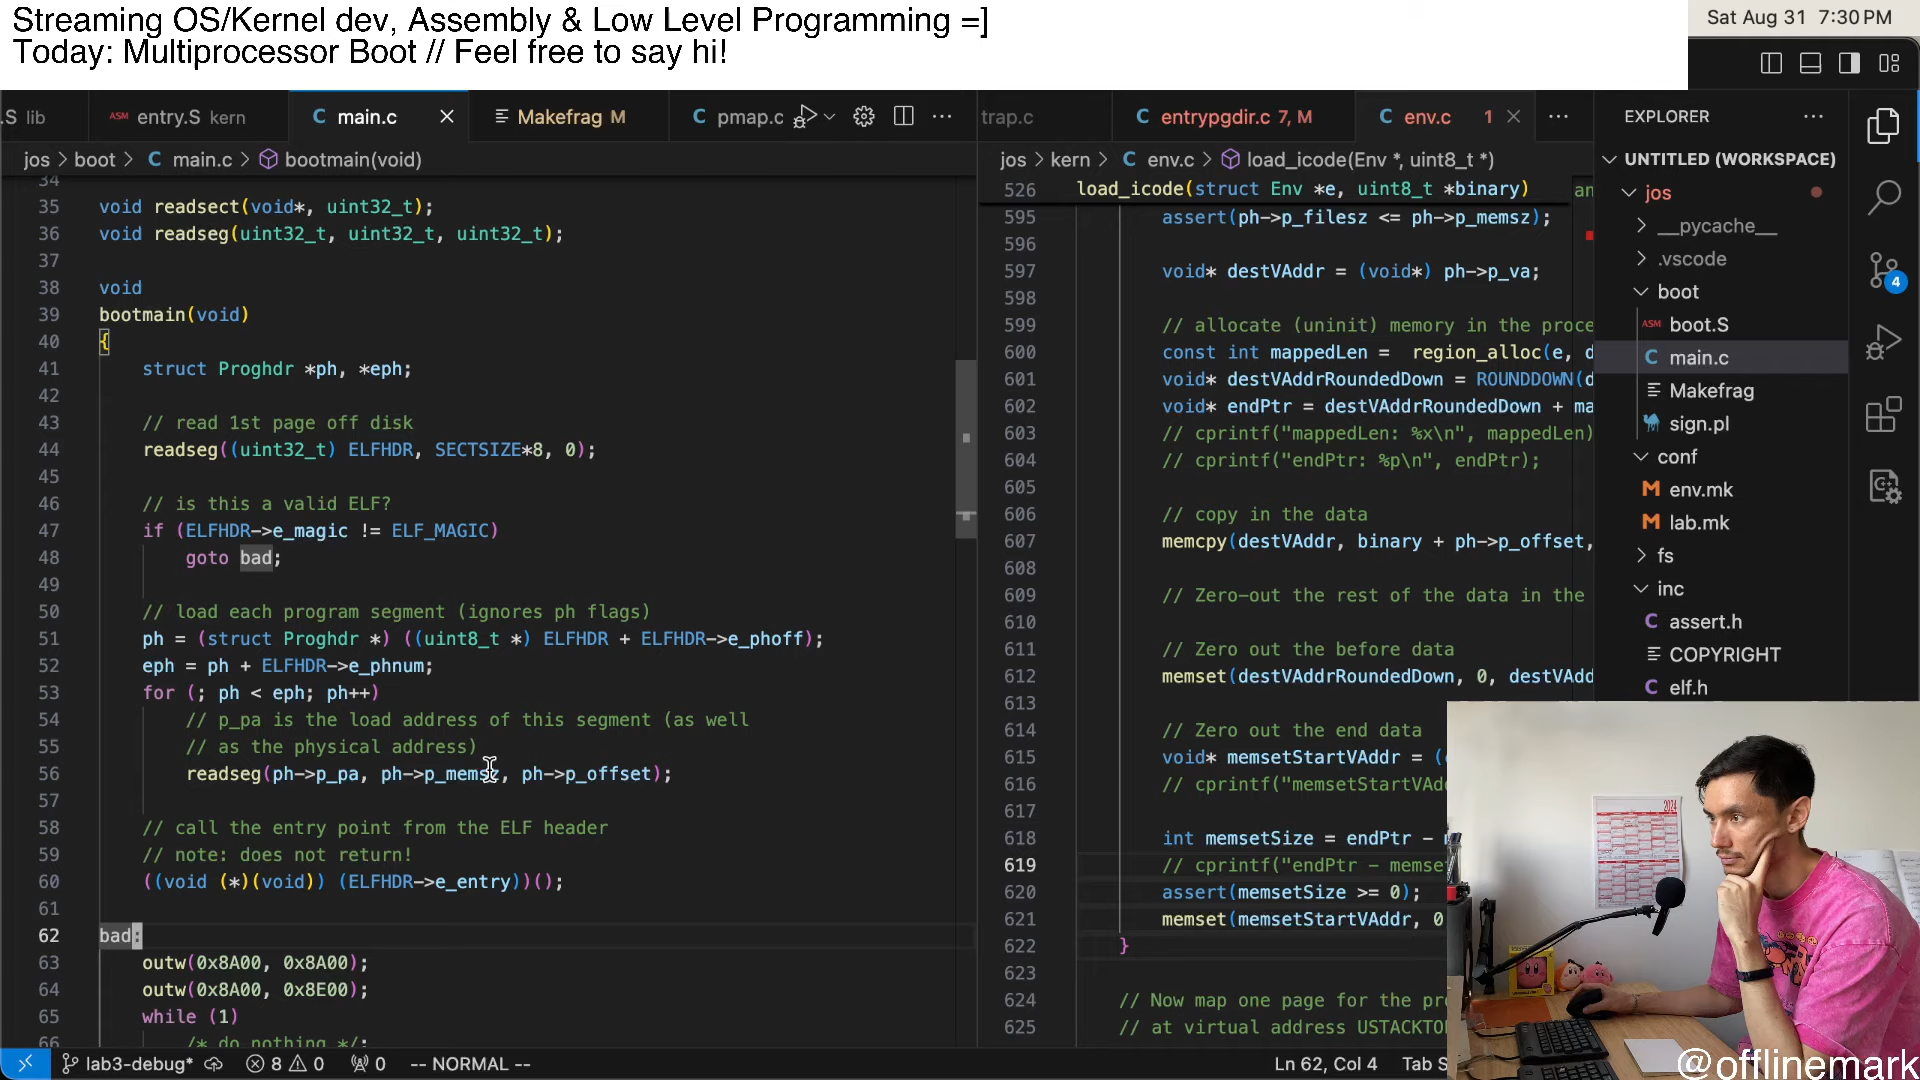 Streaming OS/Kernel dev, Assembly & Low Level Programming =]
Today: Multiprocessor Boot // Feel free to say hi!
Sat Aug 31 7:30 PM
.S lib
ASM entry.S kern
C main.c
Makefrag M
C pmap.c
jos > boot > C main.c > bootmain(void)
34
35 void readsect(void*, uint32_t);
36 void readseg(uint32_t, uint32_t, uint32_t);
37
38 void
39 bootmain(void)
40 {
41 struct Proghdr *ph, *eph;
42
43 // read 1st page off disk
44 readseg((uint32_t) ELFHDR, SECTSIZE*8, 0);
45
46 // is this a valid ELF?
47 if (ELFHDR->e_magic != ELF_MAGIC)
48 goto bad;
49
50 // load each program segment (ignores ph flags)
51 ph = (struct Proghdr *) ((uint8_t *) ELFHDR + ELFHDR->e_phoff);
52 eph = ph + ELFHDR->e_phnum;
53 for (; ph < eph; ph++)
54 // p_pa is the load address of this segment (as well
55 // as the physical address)
56 readseg(ph->p_pa, ph->p_memsz, ph->p_offset);
57
58 // call the entry point from the ELF header
59 // note: does not return!
60 ((void (*)(void)) (ELFHDR->e_entry))();
61
62 bad:
63 outw(0x8A00, 0x8A00);
64 outw(0x8A00, 0x8E00);
65 while (1)
66 /* do nothing */;
trap.c
C entrypgdir.c 7, M
C env.c 1
jos > kern > C env.c > load_icode(Env *, uint8_t *)
526 load_icode(struct Env *e, uint8_t *binary)
an
595 assert(ph->p_filesz <= ph->p_memsz);
596
597 void* destVAddr = (void*) ph->p_va;
598
599 // allocate (uninit) memory in the proce
600 const int mappedLen = region_alloc(e, d
601 void* destVAddrRoundedDown = ROUNDDOWN(d
602 void* endPtr = destVAddrRoundedDown + ma
603 // cprintf("mappedLen: %x\n", mappedLen)
604 // cprintf("endPtr: %p\n", endPtr);
605
606 // copy in the data
607 memcpy(destVAddr, binary + ph->p_offset,
608
609 // Zero-out the rest of the data in the
610
611 // Zero out the before data
612 memset(destVAddrRoundedDown, 0, destVAdd
613
614 // Zero out the end data
615 void* memsetStartVAddr = (
616 // cprintf("memsetStartVAd
617
618 int memsetSize = endPtr -
619 // cprintf("endPtr - memse
620 assert(memsetSize >= 0);
621 memset(memsetStartVAddr, 0
622 }
623
624 // Now map one page for the pr
625 // at virtual address USTACKTO
EXPLORER
UNTITLED (WORKSPACE)
jos
__pycache__
.vscode
boot
ASM boot.S
C main.c
Makefrag
sign.pl
conf
M env.mk
M lab.mk
fs
inc
C assert.h
COPYRIGHT
C elf.h
4
2024
lab3-debug* 8 0 0 -- NORMAL --
Ln 62, Col 4 Tab S
@offlinemark